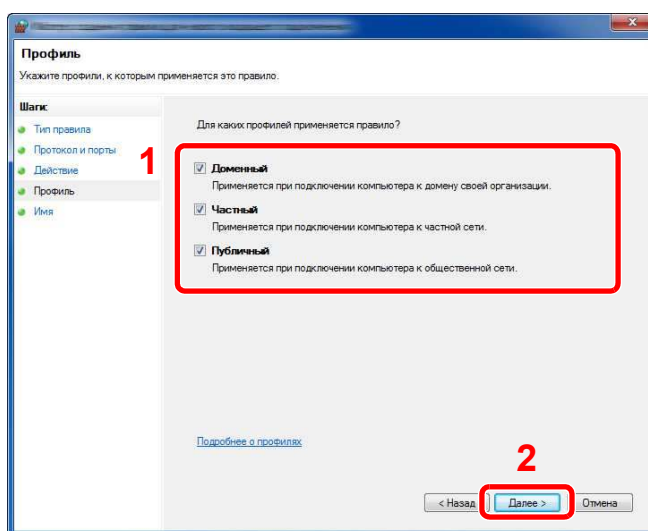 Профиль
Укажите профили, к которым применяется это правило.
Шаги:
Тип правила
Протокол и порты
Действие
Профиль
Имя
Для каких профилей применяется правило?
1
Доменный
Применяется при подключении компьютера к домену своей организации.
Частный
Применяется при подключении компьютера к частной сети.
Публичный
Применяется при подключении компьютера к общественной сети.
Подробнее о профилях
2
< Назад
Далее >
Отмена